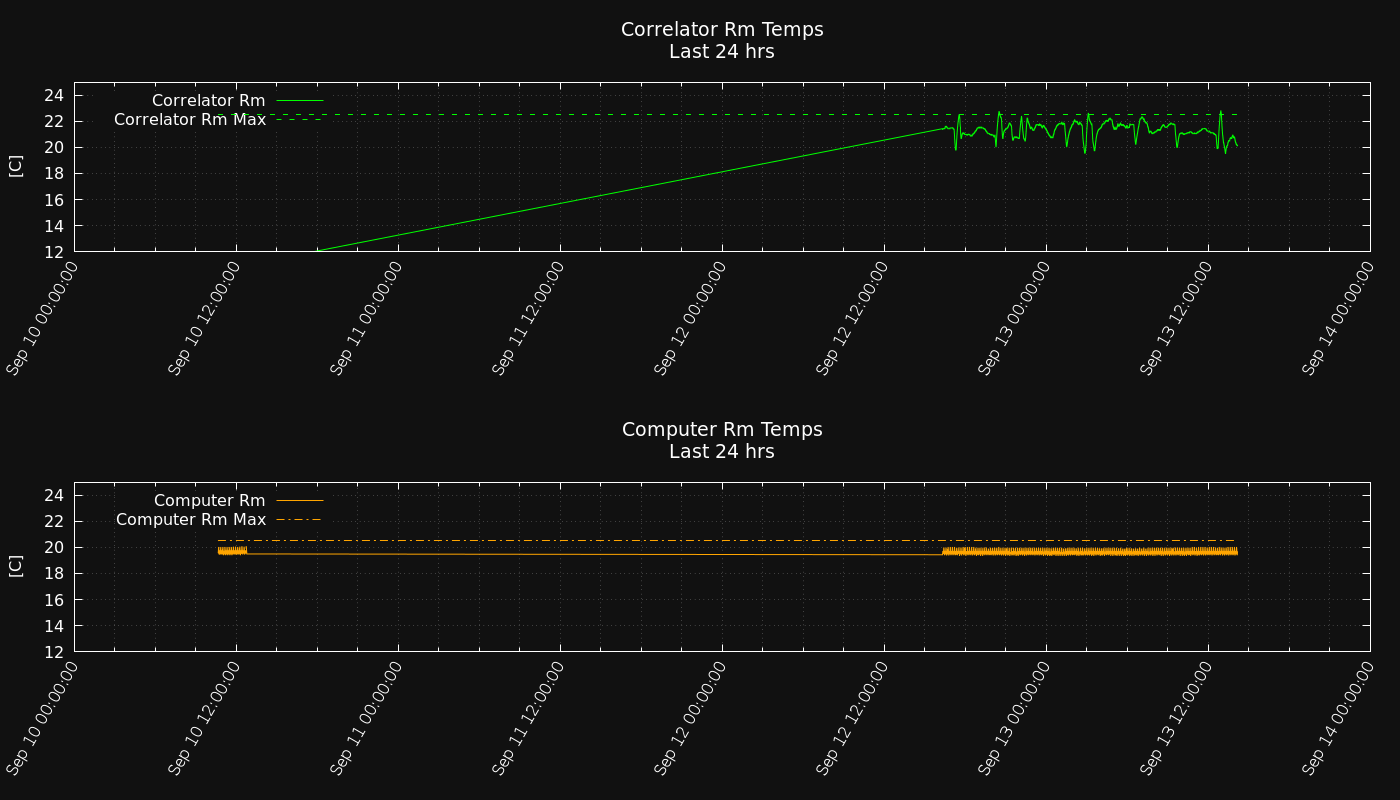 Correlator Rm Temps
Last 24 hrs
Correlator Rm
Correlator Rm Max
[C]
24
22
20
18
16
14
12
Sep 10 00:00:00
Sep 10 12:00:00
Sep 11 00:00:00
Sep 11 12:00:00
Sep 12 00:00:00
Sep 12 12:00:00
Sep 13 00:00:00
Sep 13 12:00:00
Sep 14 00:00:00
Computer Rm Temps
Last 24 hrs
Computer Rm
Computer Rm Max
[C]
24
22
20
18
16
14
12
Sep 10 00:00:00
Sep 10 12:00:00
Sep 11 00:00:00
Sep 11 12:00:00
Sep 12 00:00:00
Sep 12 12:00:00
Sep 13 00:00:00
Sep 13 12:00:00
Sep 14 00:00:00